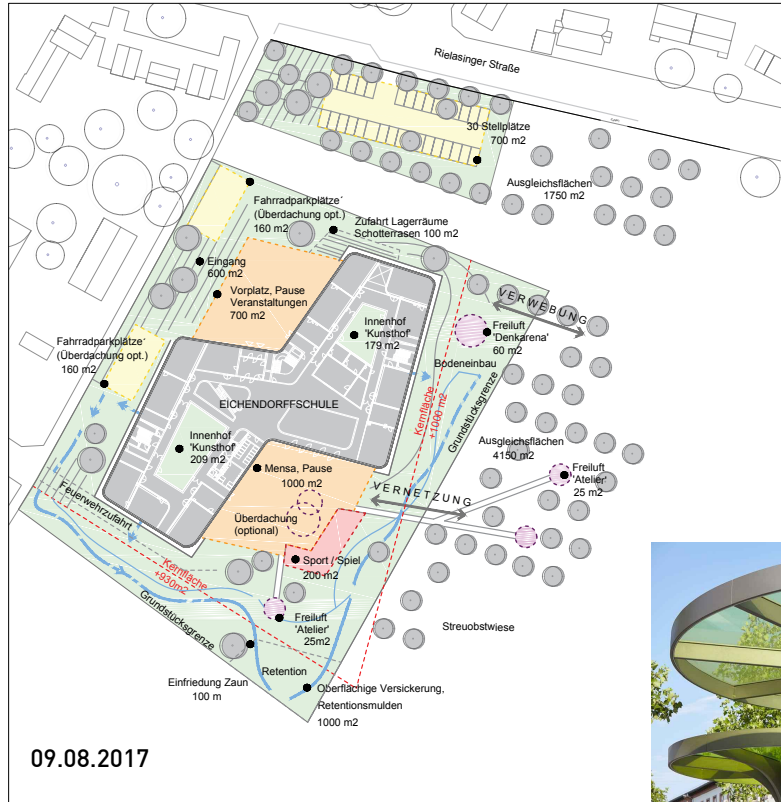 Rielasinger Straße
30 Stellplätze
700 m2
Ausgleichsflächen
1750 m2
Fahrradparkplätze´
(Überdachung opt.)
160 m2
Zufahrt Lagerräume
Schotterrasen 100 m2
Eingang
600 m2
Vorplatz, Pause
Veranstaltungen
700 m2
VERWEBUNG
Innenhof
'Kunsthof'
179 m2
Freiluft
'Denkarena'
60 m2
Fahrradparkplätze´
(Überdachung opt.)
160 m2
Bodeneinbau
EICHENDORFFSCHULE
Kernfläche
+1000 m2
Grundstücksgrenze
Innenhof
'Kunsthof'
209 m2
Ausgleichsflächen
4150 m2
Mensa, Pause
1000 m2
Freiluft
'Atelier'
25 m2
VERNETZUNG
Feuerwehrzufahrt
Überdachung
(optional)
Kernfläche
+930m2
Sport / Spiel
200 m2
Grundstücksgrenze
Freiluft
'Atelier'
25m2
Streuobstwiese
Retention
Einfriedung Zaun
100 m
Oberflächige Versickerung,
Retentionsmulden
1000 m2
09.08.2017